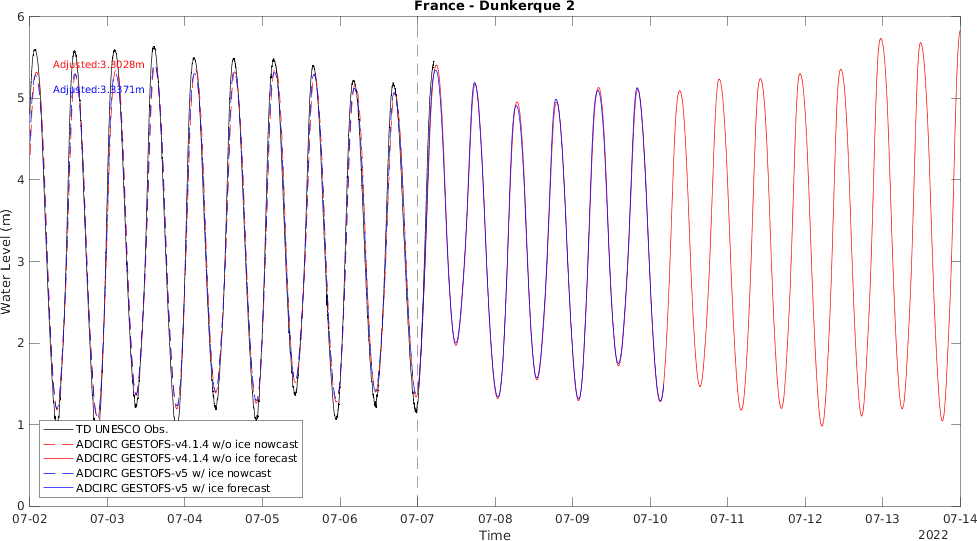 France - Dunkerque 2
6
5
4
3
2
1
0
Water Level (m)
Adjusted:3.3028m
Adjusted:3.3371m
TD UNESCO Obs.
ADCIRC GESTOFS-v4.1.4 w/o ice nowcast
ADCIRC GESTOFS-v4.1.4 w/o ice forecast
ADCIRC GESTOFS-v5 w/ ice nowcast
ADCIRC GESTOFS-v5 w/ ice forecast
07-02 07-03 07-04 07-05 07-06 07-07 07-08 07-09 07-10 07-11 07-12 07-13 07-14
Time
2022